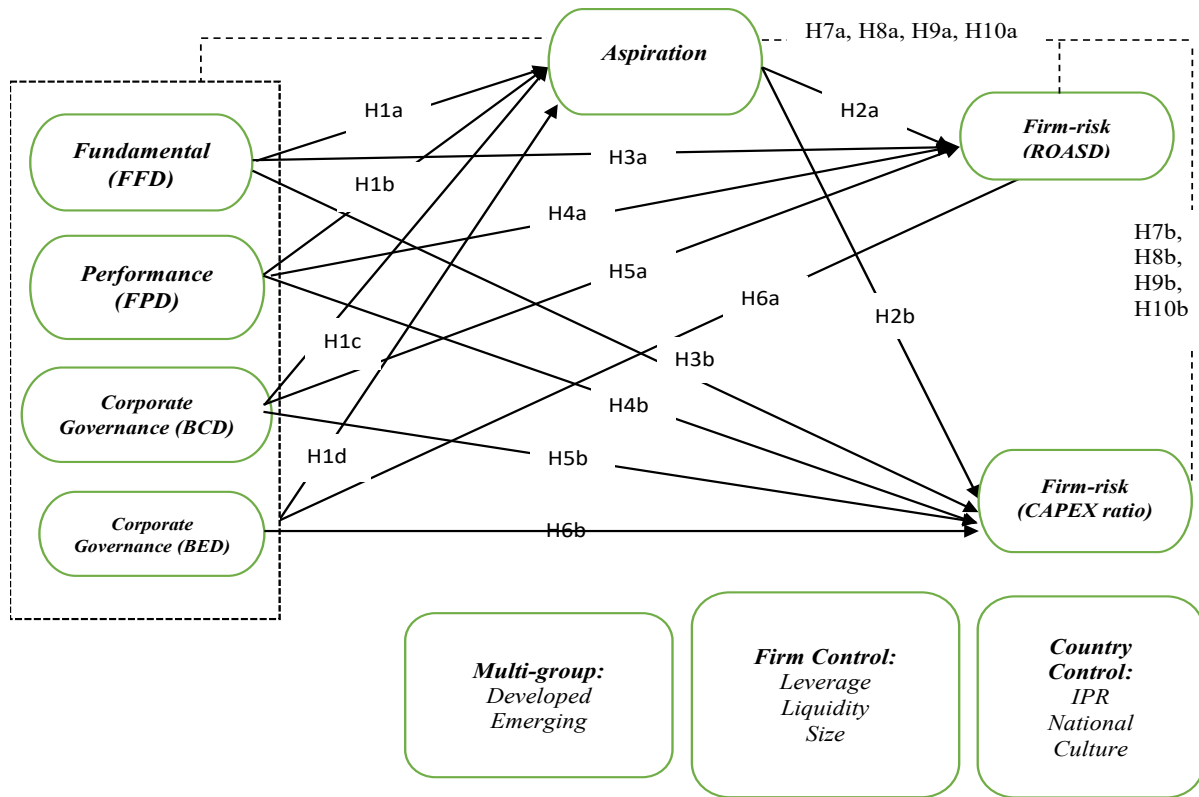 H7a, H8a, H9a, H10a
Aspiration
H1a
H2a
Firm-risk
(ROASD)
Fundamental
(FFD)
H3a
H1b
H4a
H7b,
H8b,
H9b,
H10b
Performance
(FPD)
H5a
H6a
H2b
H1c
H3b
Corporate
Governance (BCD)
H4b
H1d
H5b
Firm-risk
(CAPEX ratio)
Corporate
Governance (BED)
H6b
Multi-group:
Developed
Emerging
Firm Control:
Leverage
Liquidity
Size
Country
Control:
IPR
National
Culture